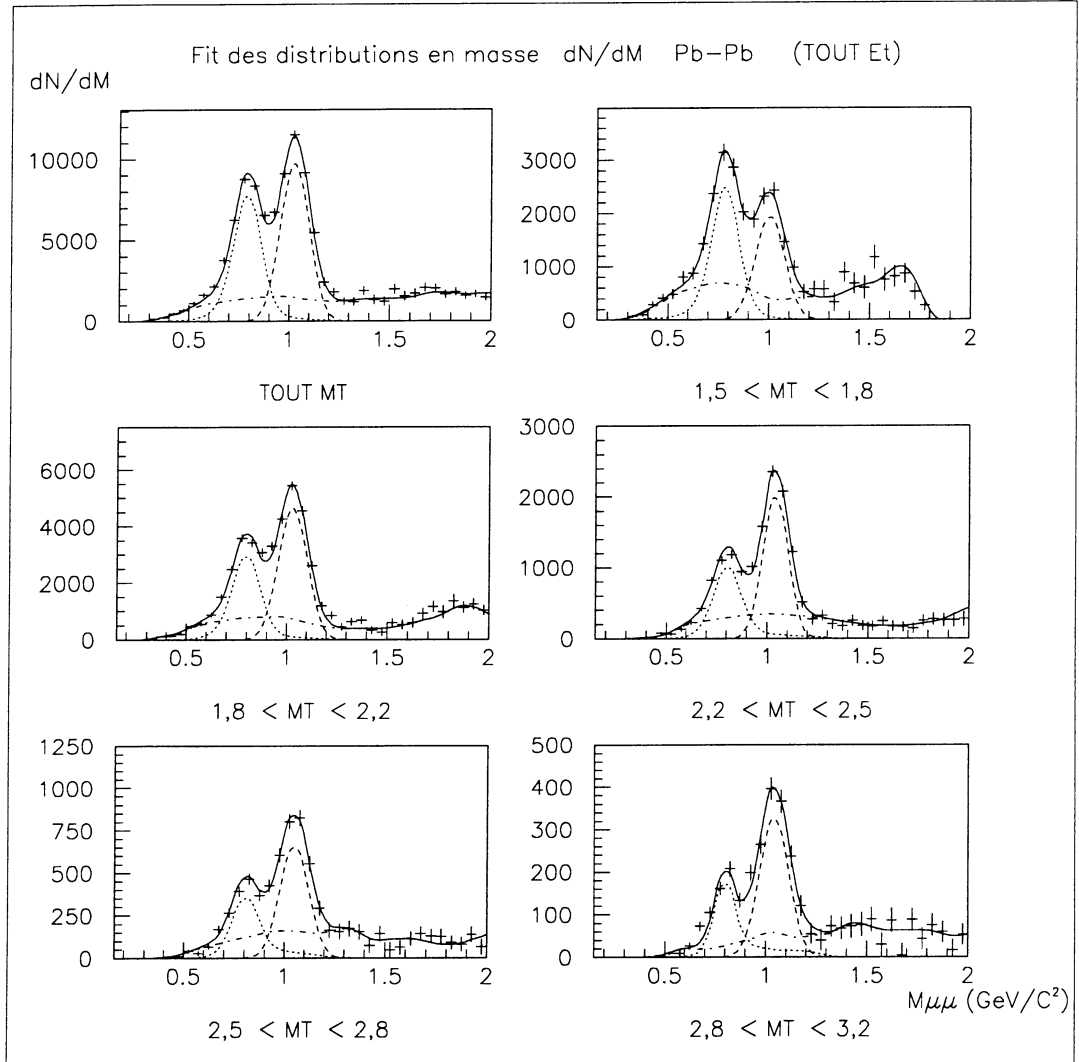 Fit des distributions en masse dN/dM Pb-Pb (TOUT Et)
dN/dM
10000
5000
0
0.5 1 1.5 2
TOUT MT
3000
2000
1000
0
0.5 1 1.5 2
1,5 < MT < 1,8
6000
4000
2000
0
0.5 1 1.5 2
1,8 < MT < 2,2
3000
2000
1000
0
0.5 1 1.5 2
2,2 < MT < 2,5
1250
1000
750
500
250
0
0.5 1 1.5 2
2,5 < MT < 2,8
500
400
300
200
100
0
0.5 1 1.5 2
Mμμ (GeV/C²)
2,8 < MT < 3,2